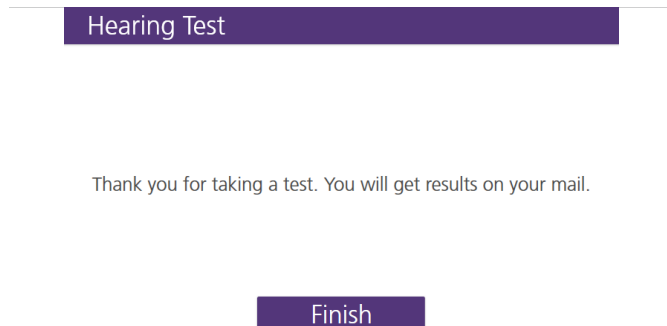 Hearing Test
Thank you for taking a test. You will get results on your mail.
Finish